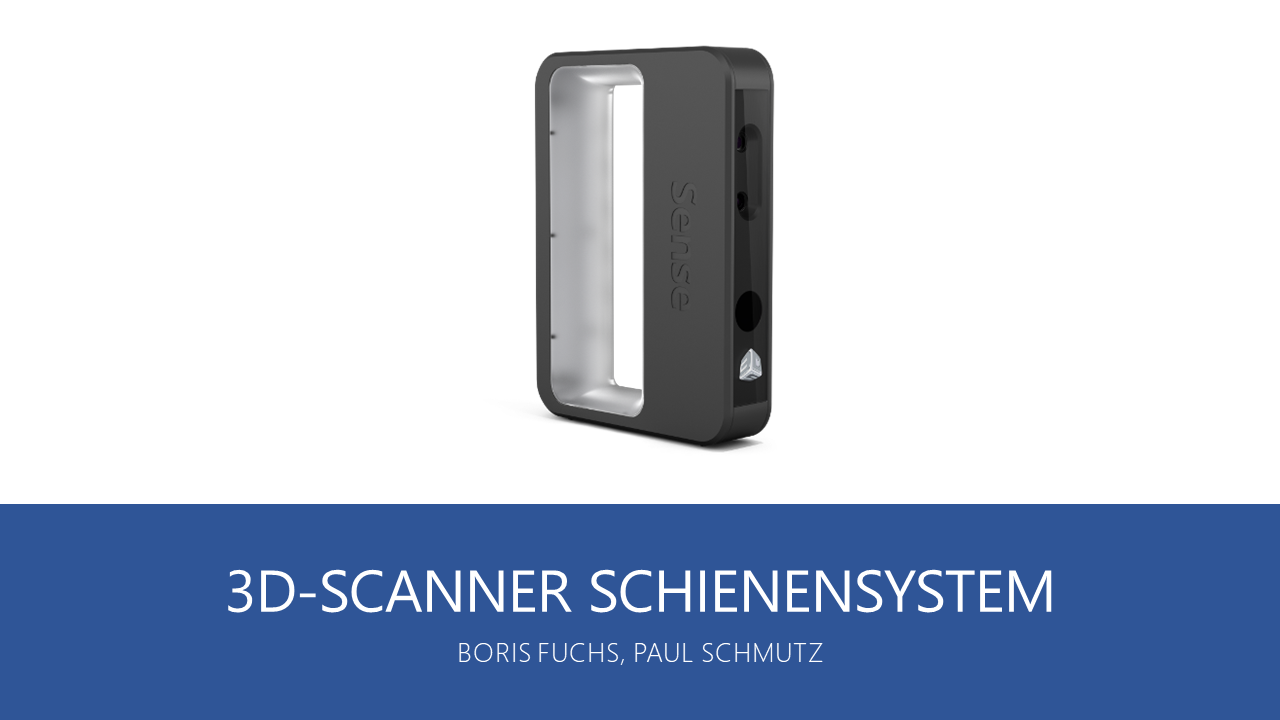 Sense
3D-SCANNER SCHIENENSYSTEM
BORIS FUCHS, PAUL SCHMUTZ